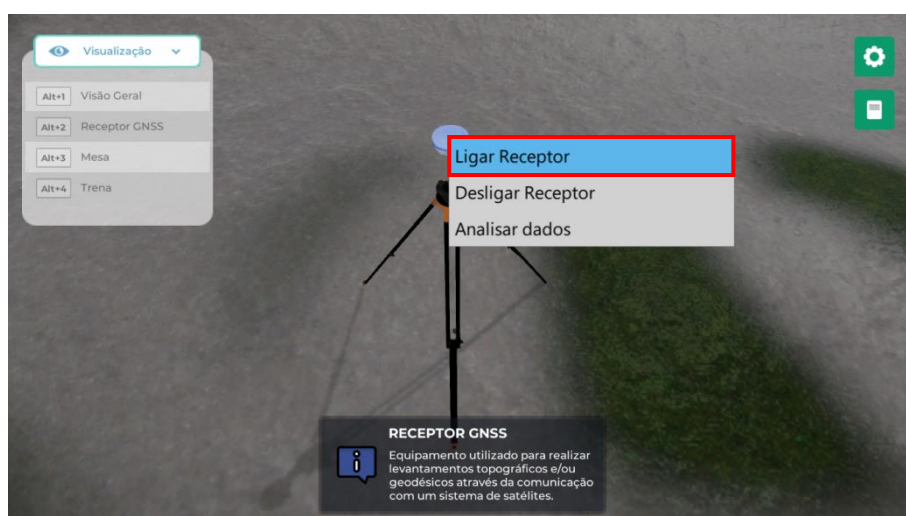 Visualização
Alt+1 Visão Geral
Alt+2 Receptor GNSS
Alt+3 Mesa
Alt+4 Trena
Ligar Receptor
Desligar Receptor
Analisar dados
RECEPTOR GNSS
Equipamento utilizado para realizar
levantamentos topográficos e/ou
geodésicos através da comunicação
com um sistema de satélites.